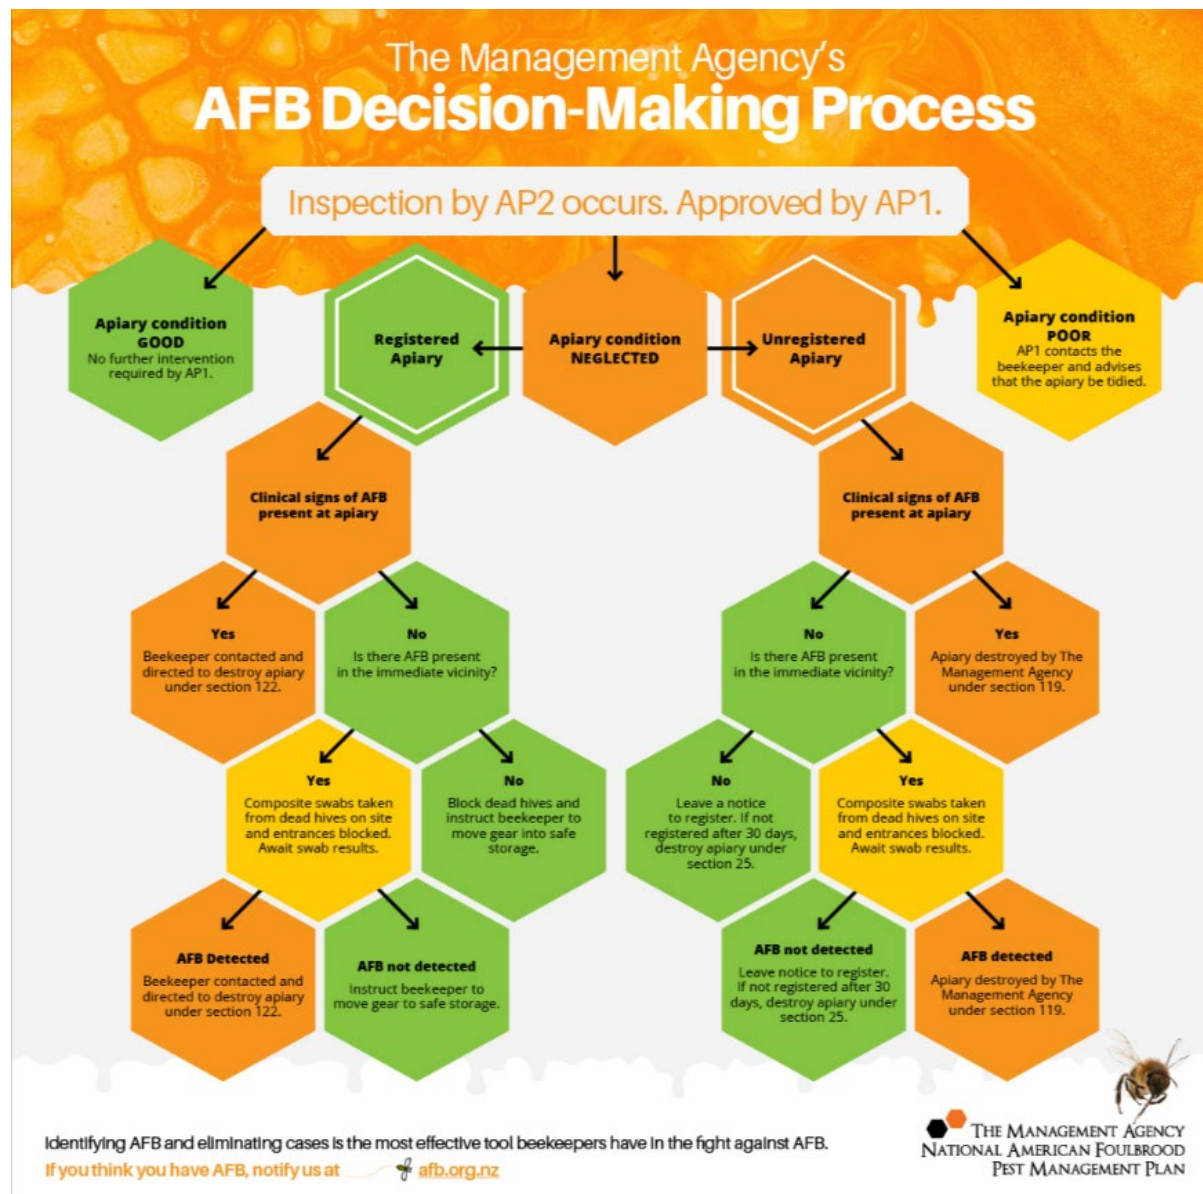 The Management Agency's
AFB Decision-Making Process
Inspection by AP2 occurs. Approved by AP1.
Apiary condition
GOOD
No further intervention
required by AP1.
Registered
Apiary
Apiary condition
NEGLECTED
Unregistered
Apiary
Apiary condition
POOR
AP1 contacts the
beekeeper and advises
that the apiary be tidied.
Clinical signs of AFB
present at apiary
Clinical signs of AFB
present at apiary
Yes
Beekeeper contacted and
directed to destroy apiary
under section 122.
No
Is there AFB present
in the immediate vicinity?
No
Is there AFB present
in the immediate vicinity?
Yes
Apiary destroyed by The
Management Agency
under section 119.
Yes
Composite swabs taken
from dead hives on site
and entrances blocked.
Await swab results.
No
Block dead hives and
instruct beekeeper to
move gear into safe
storage.
No
Leave a notice
to register. If not
registered after 30 days,
destroy apiary under
section 25.
Yes
Composite swabs taken
from dead hives on site
and entrances blocked.
Await swab results.
AFB Detected
Beekeeper contacted and
directed to destroy apiary
under section 122.
AFB not detected
Instruct beekeeper to
move gear to safe storage.
AFB not detected
Leave notice to register.
If not registered after 30
days, destroy apiary under
section 25.
AFB detected
Apiary destroyed by The
Management Agency
under section 119.
Identifying AFB and eliminating cases is the most effective tool beekeepers have in the fight against AFB.
If you think you have AFB, notify us at afb.org.nz
The Management Agency
National American Foulbrood
Pest Management Plan